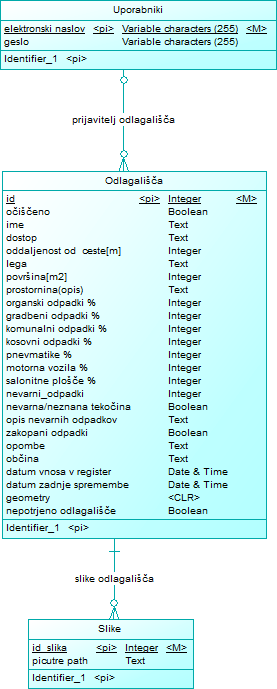 Uporabniki
elektronski naslov <pi> Variable characters (255) <M>
geslo Variable characters (255)
Identifier_1 <pi>
prijavitelj odlagališča
Odlagališča
id <pi> Integer <M>
očiščeno Boolean
ime Text
dostop Text
oddaljenost od ceste[m] Integer
lega Text
površina[m2] Integer
prostornina(opis) Text
organski odpadki % Integer
gradbeni odpadki % Integer
komunalni odpadki % Integer
kosovni odpadki % Integer
pnevmatike % Integer
motorna vozila % Integer
salonitne plošče % Integer
nevarni_odpadki Integer
nevarna/neznana tekočina Boolean
opis nevarnih odpadkov Text
zakopani odpadki Boolean
opombe Text
občina Text
datum vnosa v register Date & Time
datum zadnje spremembe Date & Time
geometry <CLR>
nepotrjeno odlagališče Boolean
Identifier_1 <pi>
slike odlagališča
Slike
id_slika <pi> Integer <M>
picutre path Text
Identifier_1 <pi>